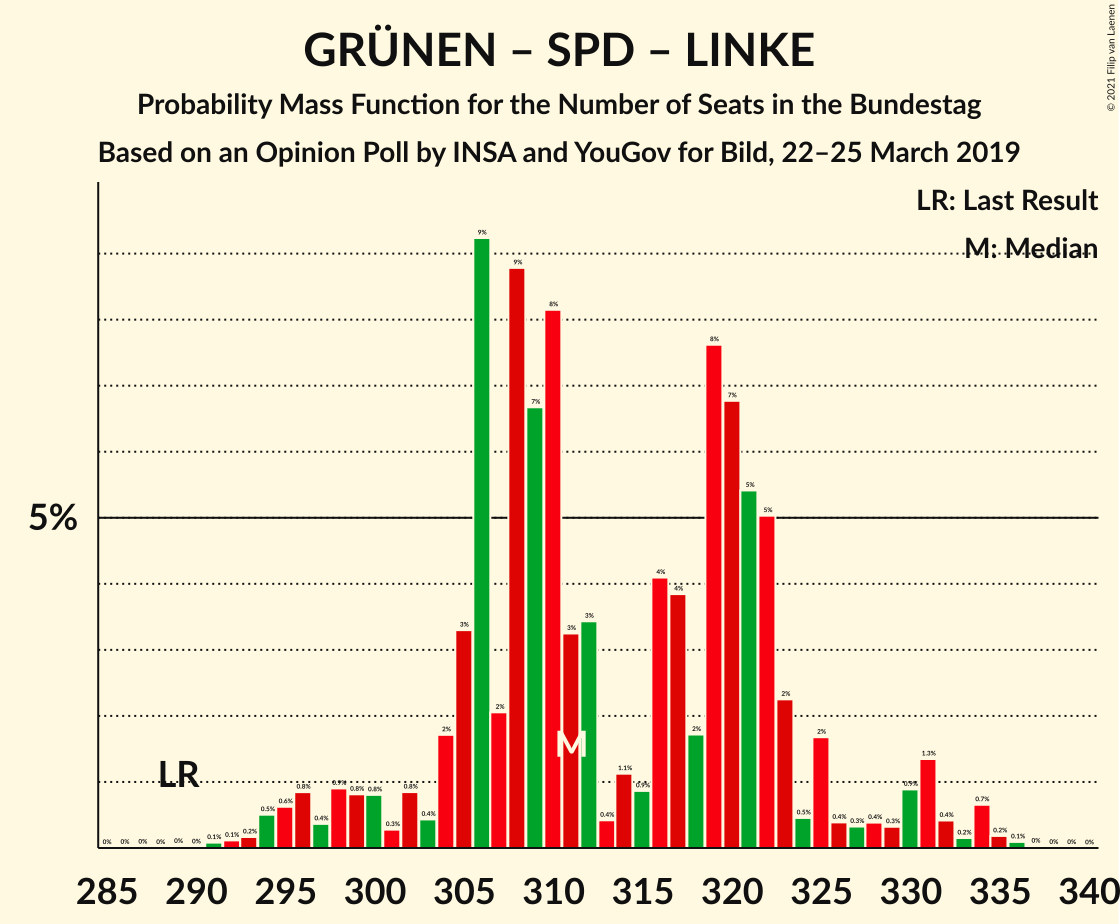 GRÜNEN – SPD – LINKE
Probability Mass Function for the Number of Seats in the Bundestag
Based on an Opinion Poll by INSA and YouGov for Bild, 22–25 March 2019
© 2021 Filip van Laenen
LR: Last Result
M: Median
5%
LR
M
0% 0% 0% 0% 0% 0% 0.1% 0.1% 0.2% 0.5% 0.6% 0.8% 0.4% 0.9% 0.8% 0.8% 0.3% 0.8% 0.4% 2% 3% 9% 2% 9% 7% 8% 3% 3% 0.4% 1.1% 0.9% 4% 4% 2% 8% 7% 5% 5% 2% 0.5% 2% 0.4% 0.3% 0.4% 0.3% 0.9% 1.3% 0.4% 0.2% 0.7% 0.2% 0.1% 0% 0% 0% 0%
285 290 295 300 305 310 315 320 325 330 335 340